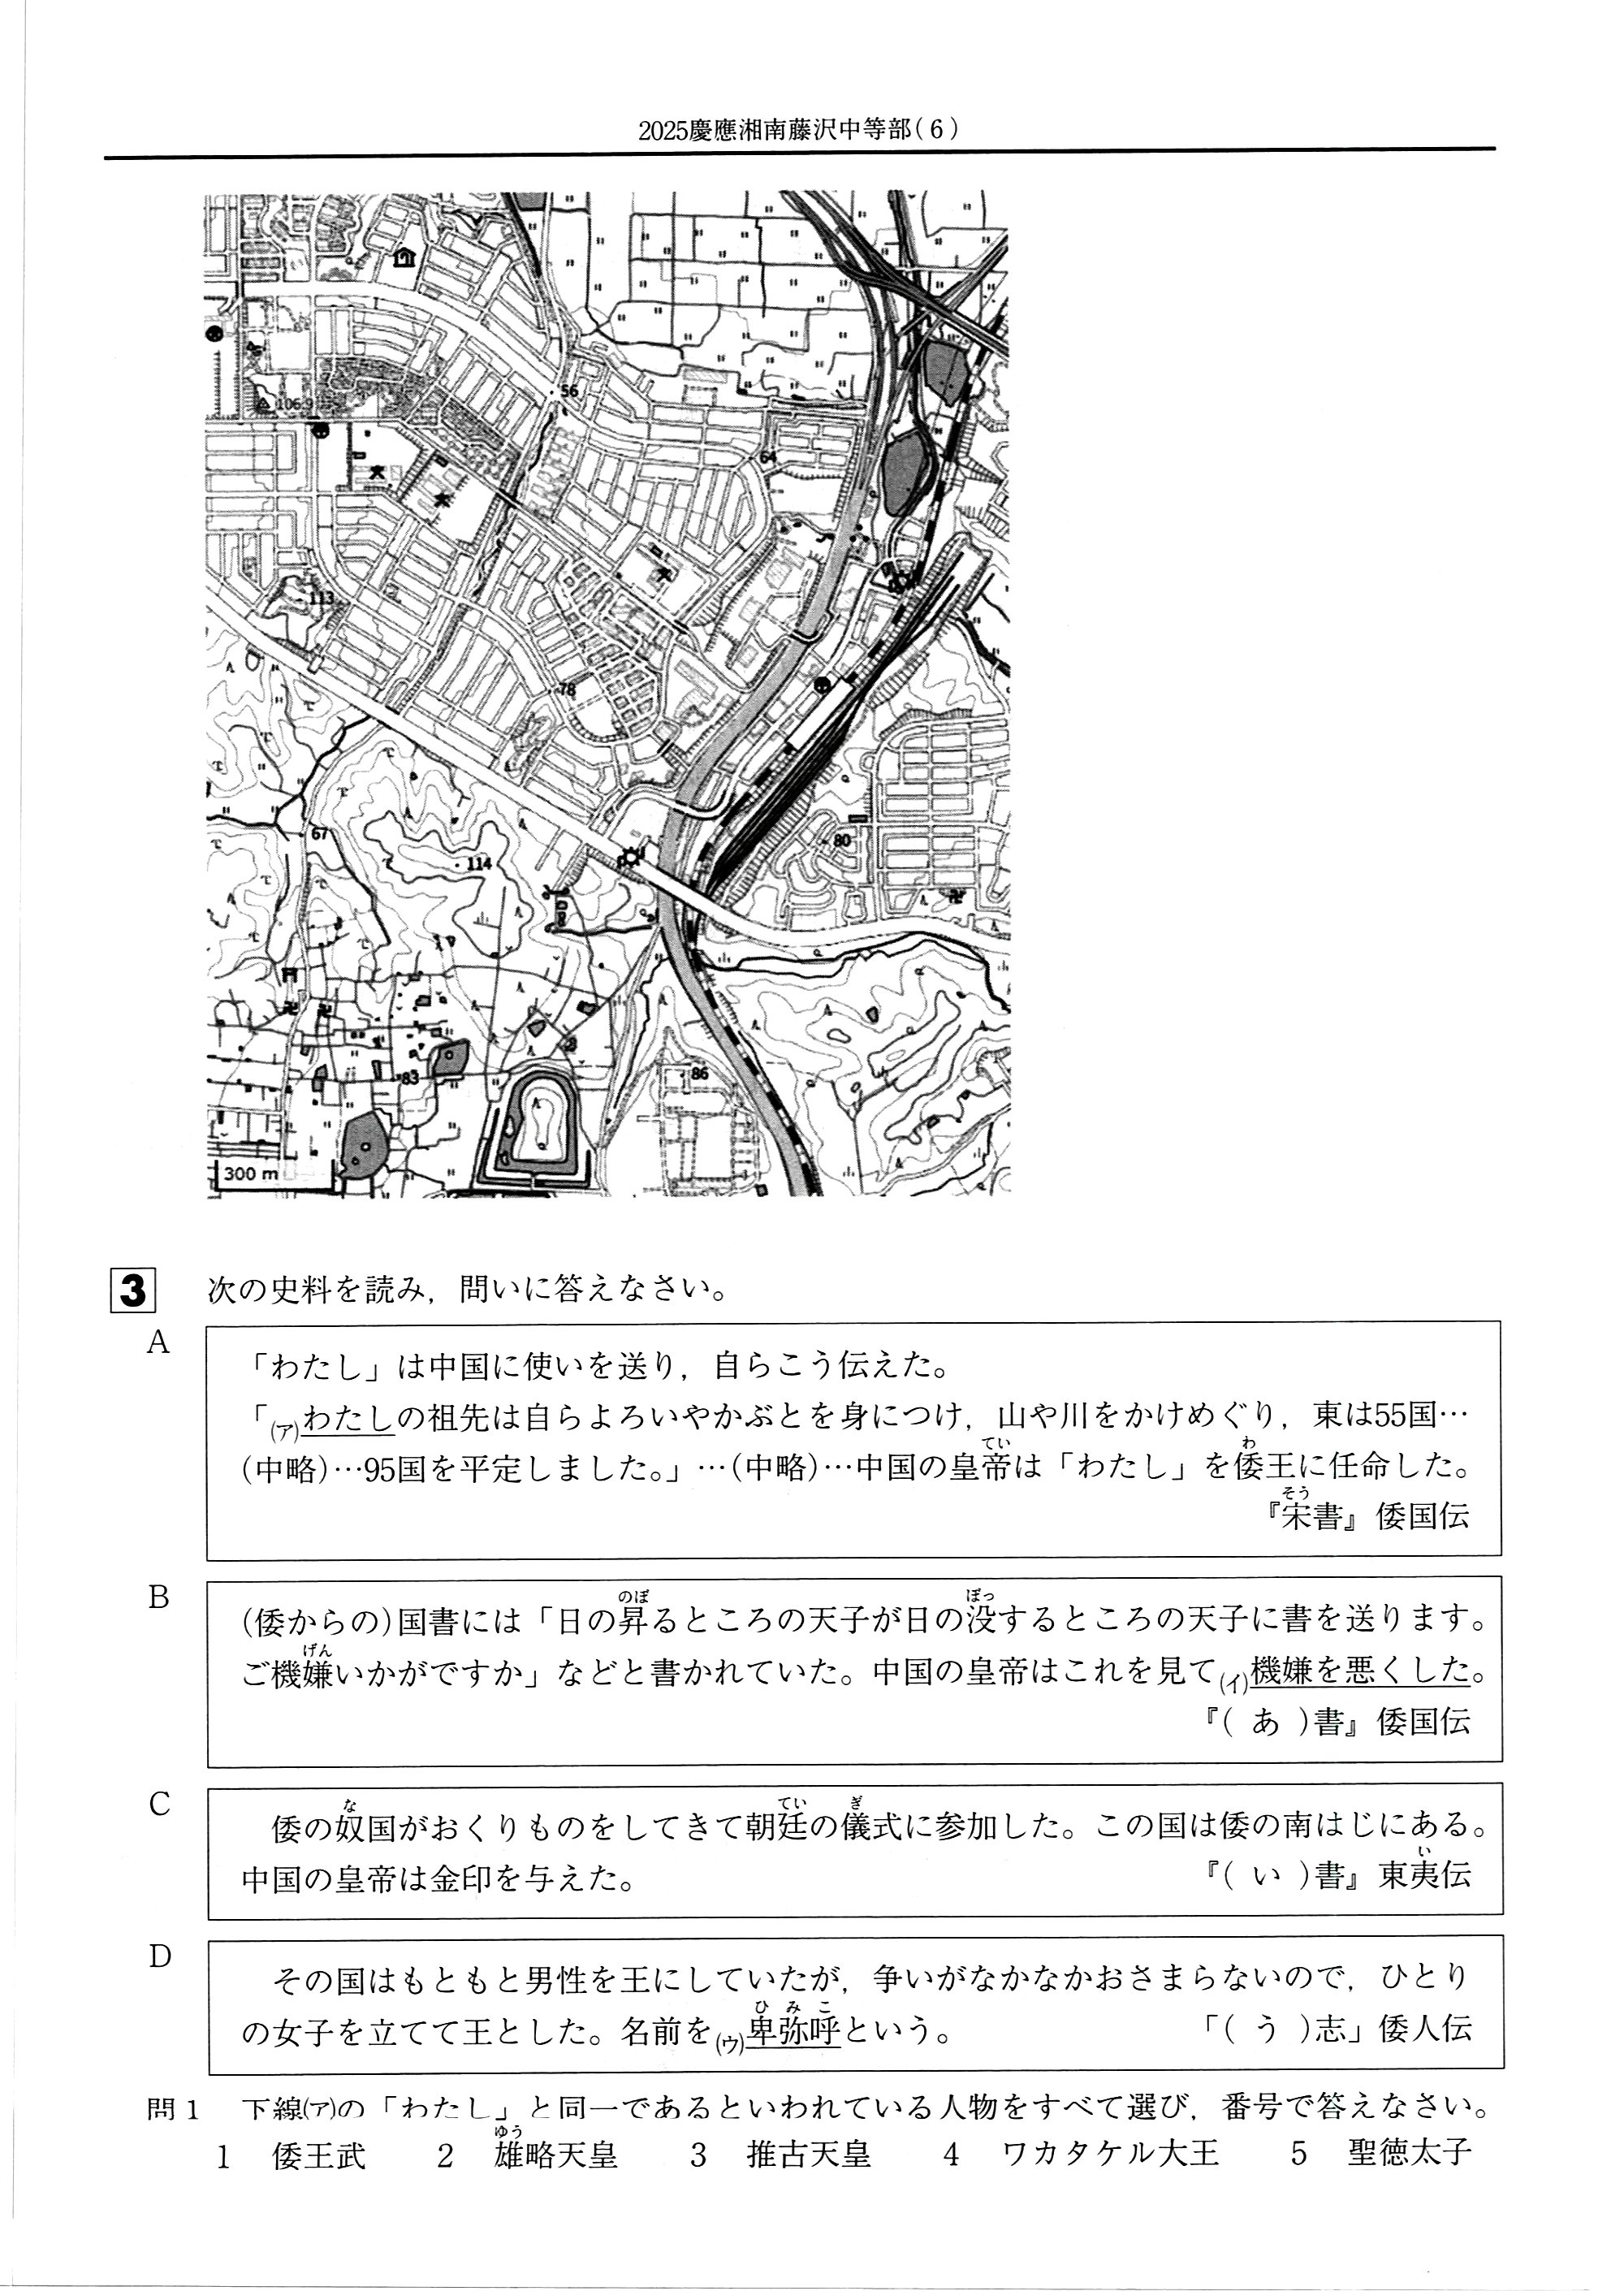 2025慶應湘南藤沢中等部(6)
106.9
56
64
113
78
67
114
80
83
86
300 m
3 次の史料を読み，問いに答えなさい。
A
「わたし」は中国に使いを送り，自らこう伝えた。
「(ア)わたしの祖先は自らよろいやかぶとを身につけ，山や川をかけめぐり，東は55国…
(中略)…95国を平定しました。」…(中略)…中国の皇帝は「わたし」を倭王に任命した。
『宋書』倭国伝
B
(倭からの)国書には「日の昇るところの天子が日の没するところの天子に書を送ります。
ご機嫌いかがですか」などと書かれていた。中国の皇帝はこれを見て(イ)機嫌を悪くした。
『( あ )書』倭国伝
C
倭の奴国がおくりものをしてきて朝廷の儀式に参加した。この国は倭の南はじにある。
中国の皇帝は金印を与えた。 『( い )書』東夷伝
D
その国はもともと男性を王にしていたが，争いがなかなかおさまらないので，ひとり
の女子を立てて王とした。名前を(ウ)卑弥呼という。 「( う )志」倭人伝
問1 下線(ア)の「わたし」と同一であるといわれている人物をすべて選び，番号で答えなさい。
1 倭王武 2 雄略天皇 3 推古天皇 4 ワカタケル大王 5 聖徳太子